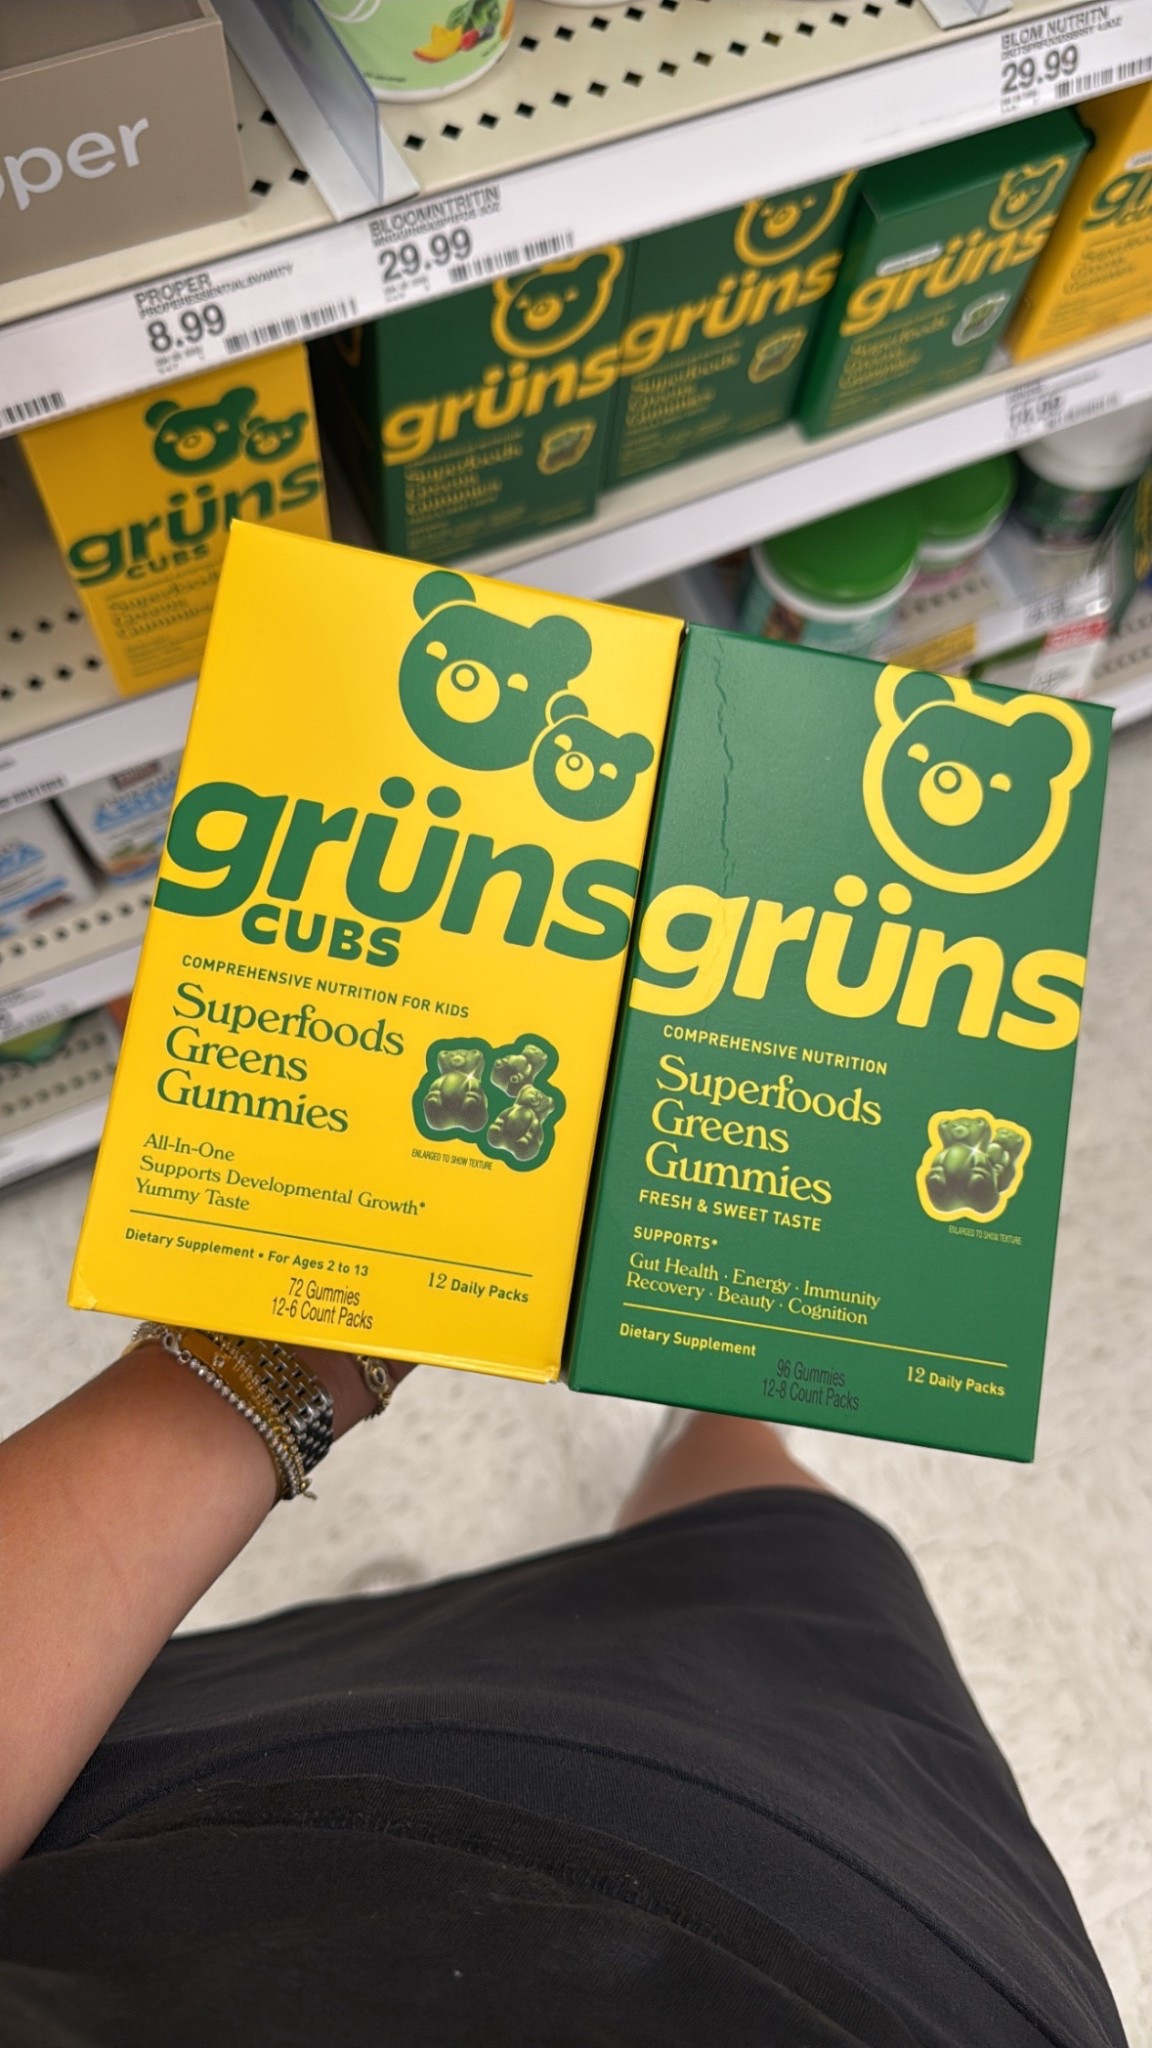 per
BLOOM NUTRITN
29.99
BLOOMNTRITIN
29.99
PROPER
8.99
grüns
grüns
grüns
grüns
CUBS
grüns
CUBS
COMPREHENSIVE NUTRITION FOR KIDS
Superfoods
Greens
Gummies
ENLARGED TO SHOW TEXTURE
All-In-One
Supports Developmental Growth*
Yummy Taste
Dietary Supplement • For Ages 2 to 13
12 Daily Packs
72 Gummies
12-6 Count Packs
grüns
COMPREHENSIVE NUTRITION
Superfoods
Greens
Gummies
FRESH & SWEET TASTE
ENLARGED TO SHOW TEXTURE
SUPPORTS*
Gut Health · Energy · Immunity
Recovery · Beauty · Cognition
Dietary Supplement
12 Daily Packs
96 Gummies
12-8 Count Packs